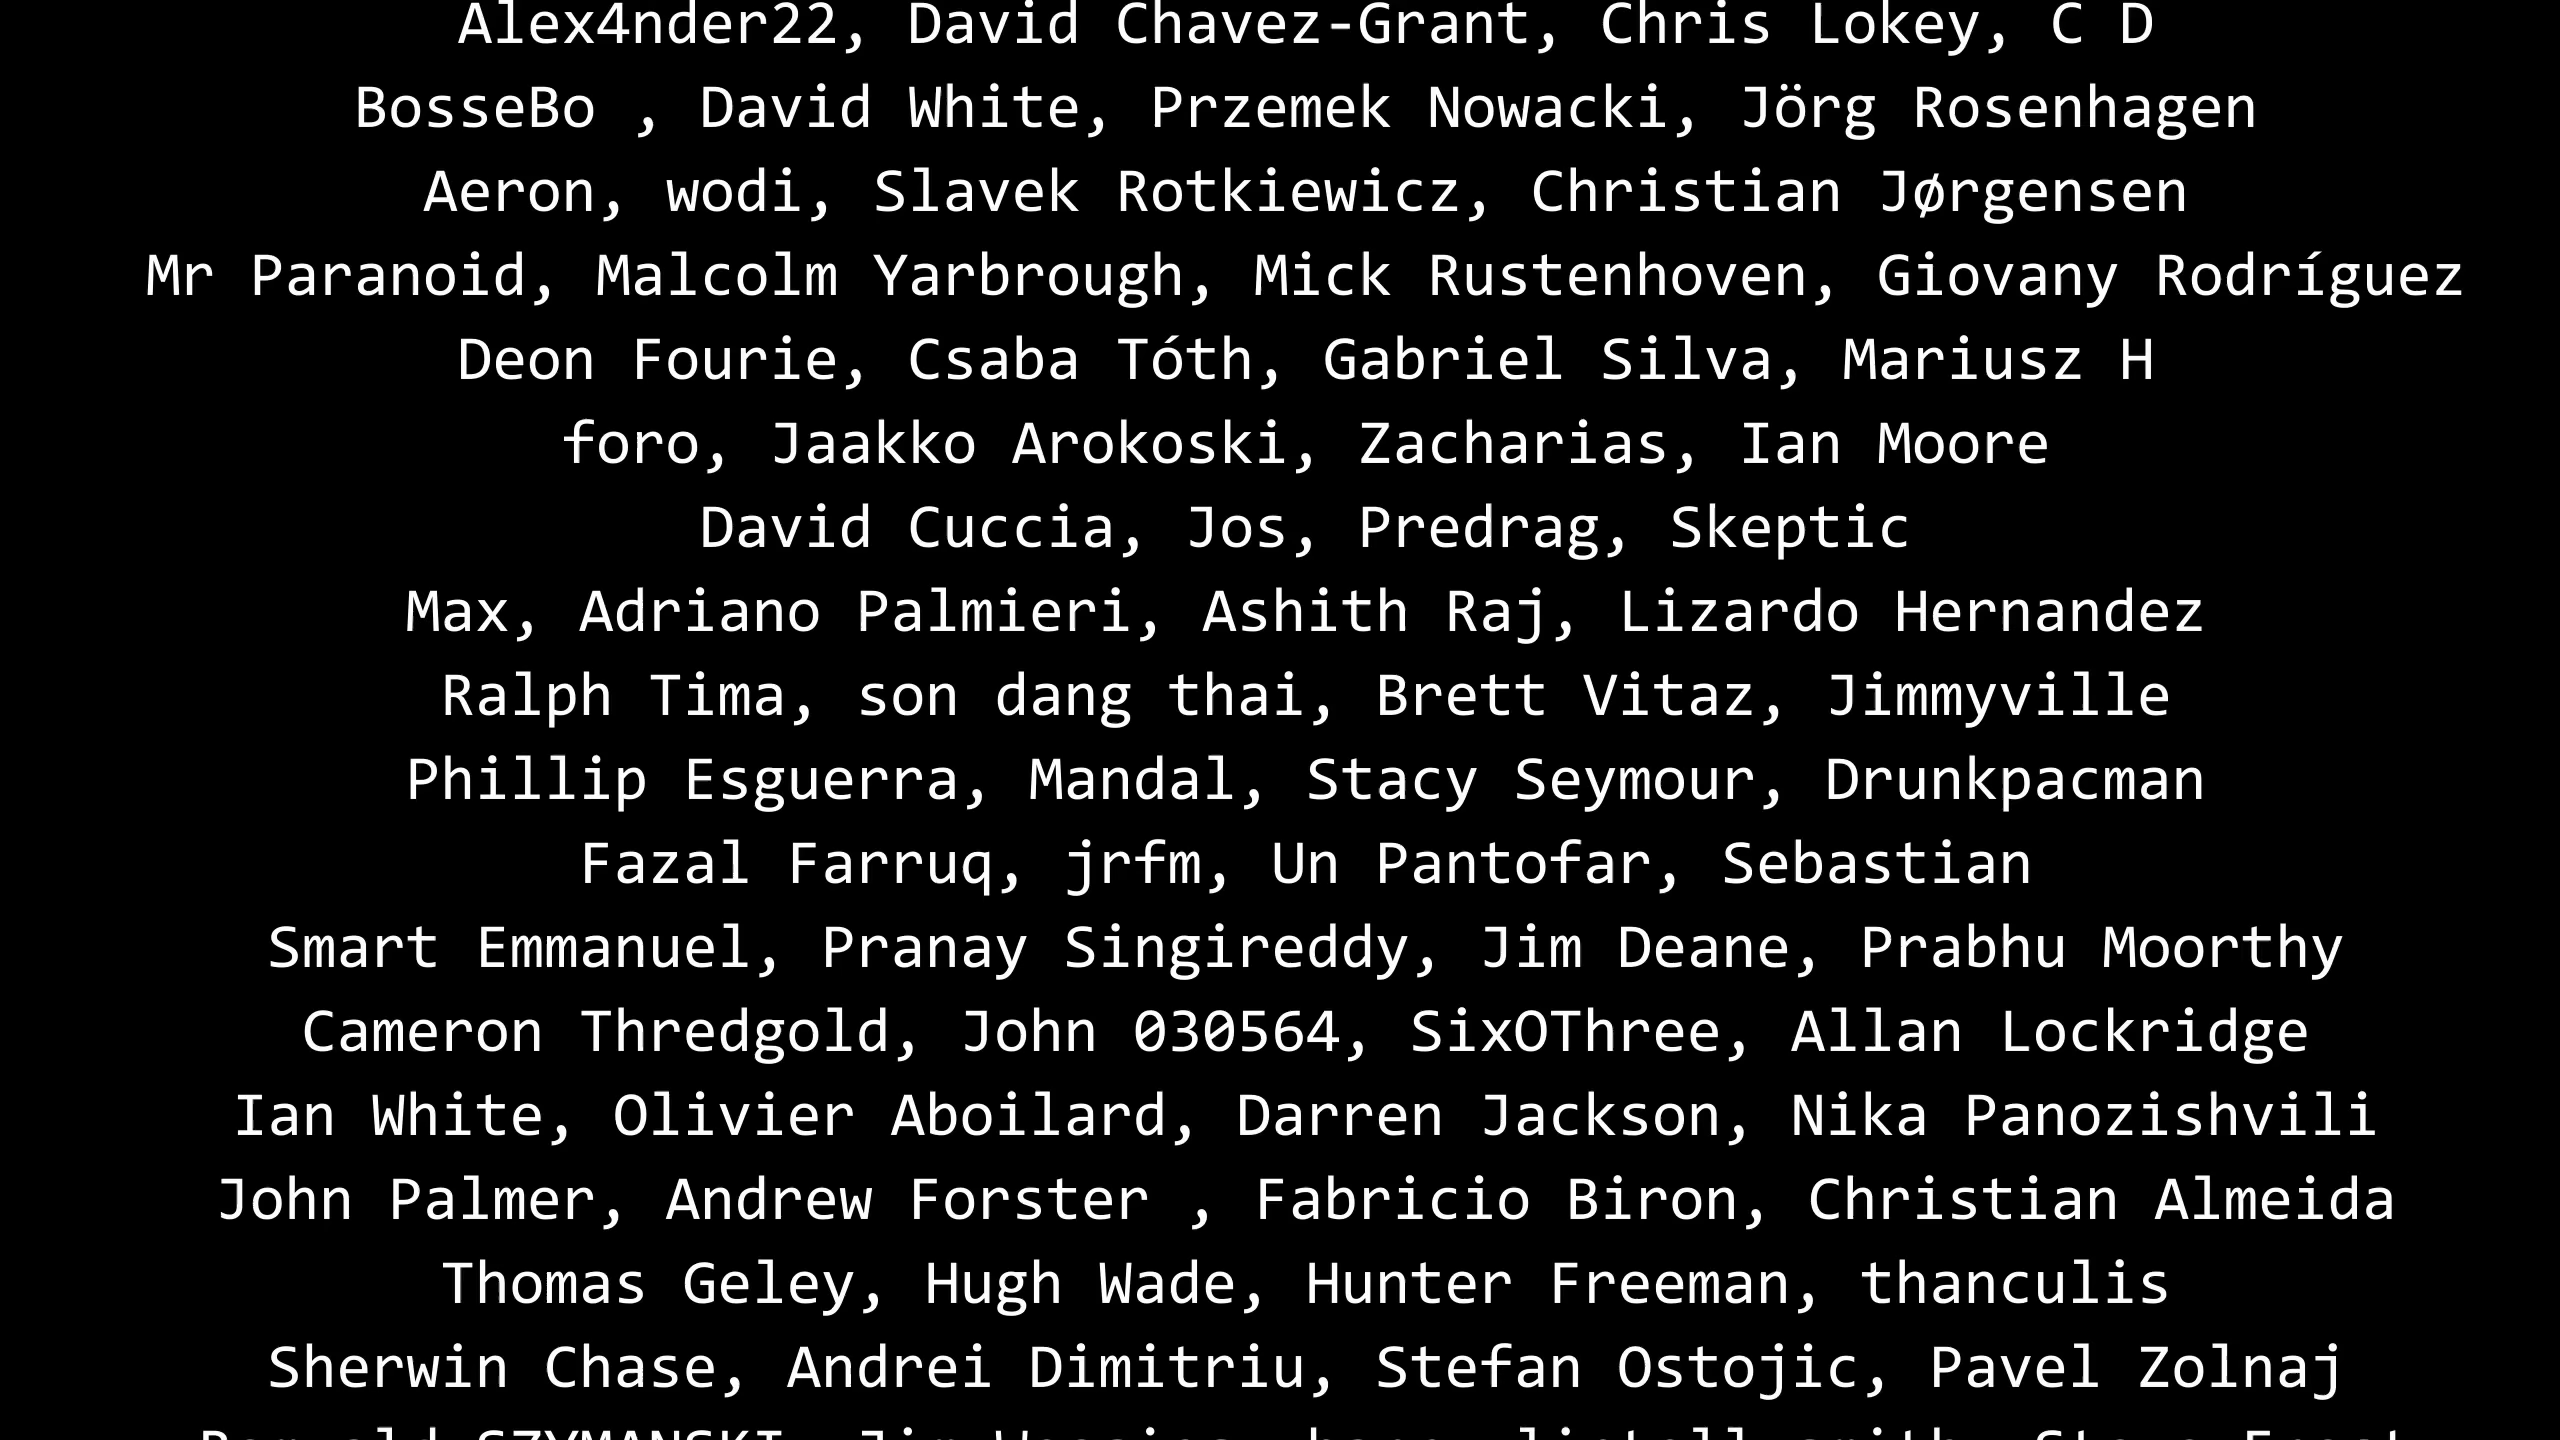 Alex4nder22, David Chavez-Grant, Chris Lokey, C D
BosseBo , David White, Przemek Nowacki, Jörg Rosenhagen
Aeron, wodi, Slavek Rotkiewicz, Christian Jørgensen
Mr Paranoid, Malcolm Yarbrough, Mick Rustenhoven, Giovany Rodríguez
Deon Fourie, Csaba Tóth, Gabriel Silva, Mariusz H
foro, Jaakko Arokoski, Zacharias, Ian Moore
David Cuccia, Jos, Predrag, Skeptic
Max, Adriano Palmieri, Ashith Raj, Lizardo Hernandez
Ralph Tima, son dang thai, Brett Vitaz, Jimmyville
Phillip Esguerra, Mandal, Stacy Seymour, Drunkpacman
Fazal Farruq, jrfm, Un Pantofar, Sebastian
Smart Emmanuel, Pranay Singireddy, Jim Deane, Prabhu Moorthy
Cameron Thredgold, John 030564, SixOThree, Allan Lockridge
Ian White, Olivier Aboilard, Darren Jackson, Nika Panozishvili
John Palmer, Andrew Forster , Fabricio Biron, Christian Almeida
Thomas Geley, Hugh Wade, Hunter Freeman, thanculis
Sherwin Chase, Andrei Dimitriu, Stefan Ostojic, Pavel Zolnaj
SZYMANSKI